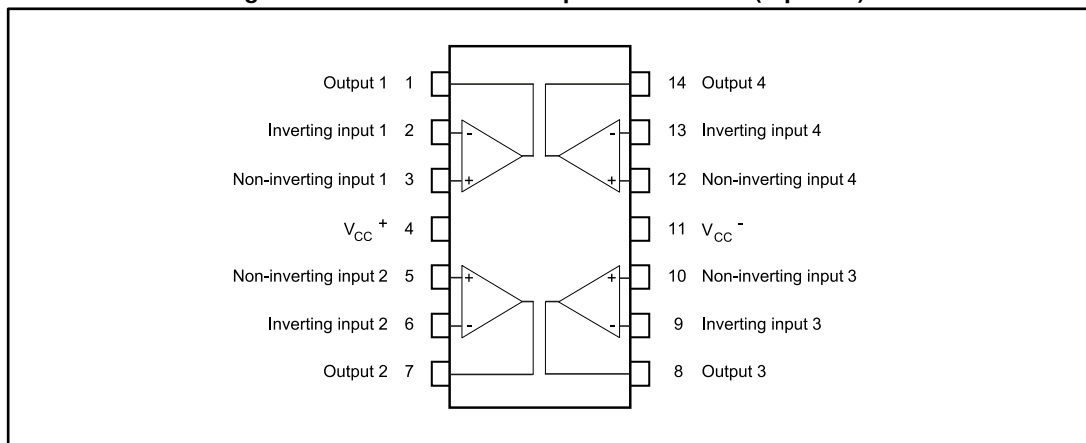 Output 1 1
Inverting input 1 2
Non-inverting input 1 3
VCC + 4
Non-inverting input 2 5
Inverting input 2 6
Output 2 7
14 Output 4
13 Inverting input 4
12 Non-inverting input 4
11 VCC -
10 Non-inverting input 3
9 Inverting input 3
8 Output 3
-
+
-
+
+
-
+
-